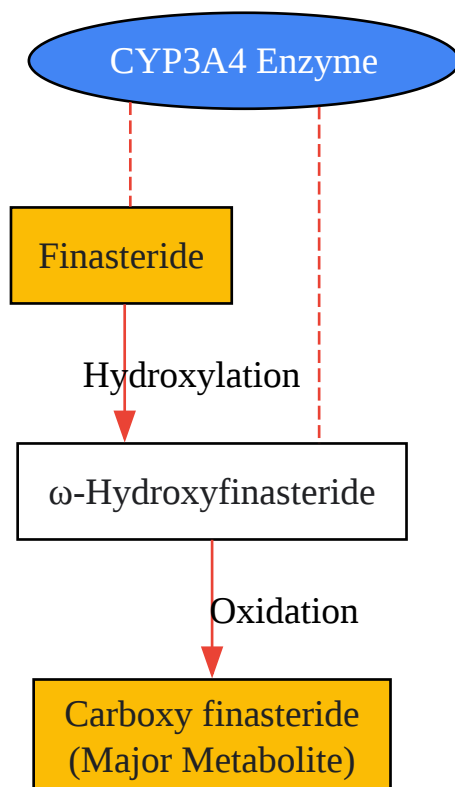 CYP3A4 Enzyme
Finasteride
Hydroxylation
ω-Hydroxyfinasteride
Oxidation
Carboxy finasteride
(Major Metabolite)